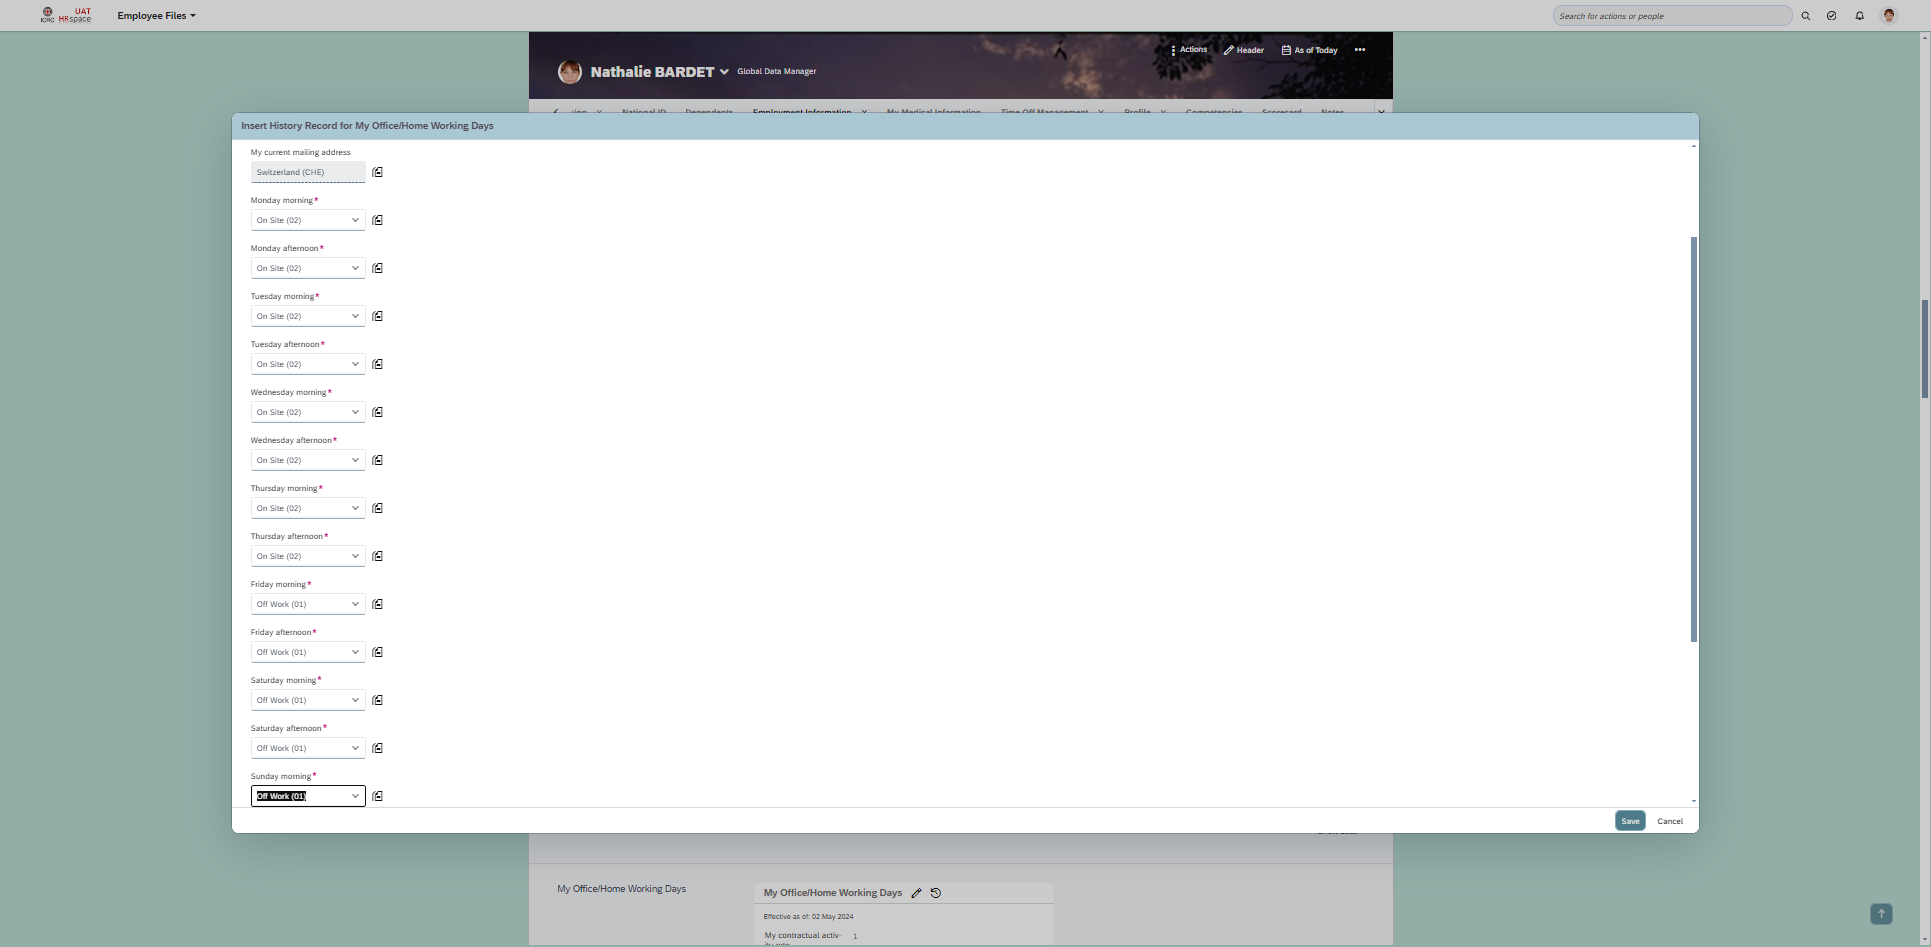 ICRC
UAT
HRspace
Employee Files
Search for actions or people
Actions
Header
As of Today
Nathalie BARDET
Global Data Manager
National ID
Dependents
Employment Information
My Medical Information
Time Off Management
Profile
Competencies
Scorecard
Notes
Insert History Record for My Office/Home Working Days
My current mailing address
Switzerland (CHE)
Monday morning*
On Site (02)
Monday afternoon*
On Site (02)
Tuesday morning*
On Site (02)
Tuesday afternoon*
On Site (02)
Wednesday morning*
On Site (02)
Wednesday afternoon*
On Site (02)
Thursday morning*
On Site (02)
Thursday afternoon*
On Site (02)
Friday morning*
Off Work (01)
Friday afternoon*
Off Work (01)
Saturday morning*
Off Work (01)
Saturday afternoon*
Off Work (01)
Sunday morning*
Off Work (01)
Save
Cancel
My Office/Home Working Days
My Office/Home Working Days
Effective as of: 02 May 2024
My contractual activ-
1